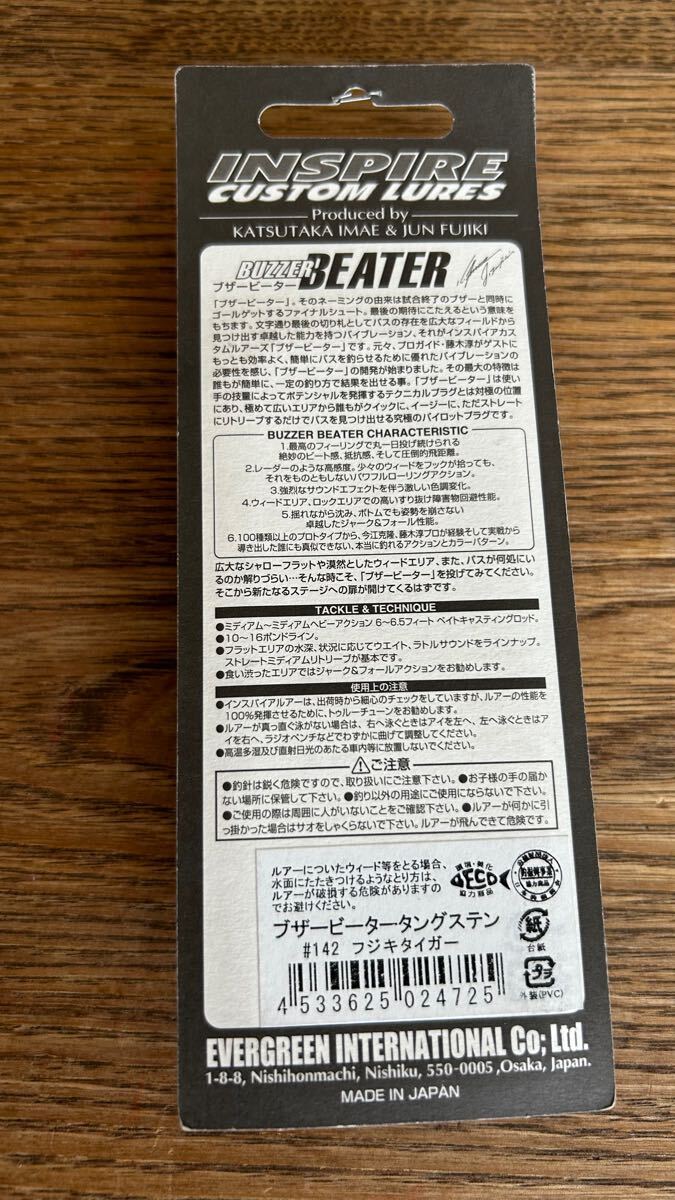 INSPIRE
CUSTOM LURES
Produced by
KATSUTAKA IMAE & JUN FUJIKI
BUZZER BEATER
ブザービーター
「ブザービーター」。そのネーミングの由来は試合終了のブザーと同時に
ゴールゲットするファイナルシュート。最後の期待にこたえるという意味を
もちます。文字通り最後の切り札としてバスの存在を広大なフィールドから
見つけ出す卓越した能力を持つバイブレーション、それがインスパイアカス
タムルアーズ「ブザービーター」です。元々、プロガイド・藤木淳がゲストに
もっとも効率よく、簡単にバスを釣らせるために優れたバイブレーションの
必要性を感じ、「ブザービーター」の開発が始まりました。その最大の特徴は
誰もが簡単に、一定の釣り方で結果を出せる事。「ブザービーター」は使い
手の技量によってポテンシャルを発揮するテクニカルプラグとは対極の位置
にあり、極めて広いエリアから誰もがクイックに、イージーに、ただストレート
にリトリーブするだけでバスを見つけ出せる究極のパイロットプラグです。
BUZZER BEATER CHARACTERISTIC
1.最高のフィーリングで丸一日投げ続けられる
絶妙のビート感、抵抗感、そして圧倒的飛距離。
2.レーダーのような高感度。少々のウィードをフックが拾っても、
それをものともしないパワフルローリングアクション。
3.強烈なサウンドエフェクトを伴う激しい色調変化。
4.ウィードエリア、ロックエリアでの高いすり抜け障害物回避性能。
5.揺れながら沈み、ボトムでも姿勢を崩さない
卓越したジャーク&フォール性能。
6.100種類以上のプロトタイプから、今江克隆、藤木淳プロが経験そして実戦から
導き出した誰にも真似できない、本当に釣れるアクションとカラーパターン。
広大なシャローフラットや漠然としたウィードエリア、また、バスが何処にい
るのか解りづらい…そんな時こそ、「ブザービーター」を投げてみてください。
そこから新たなるステージへの扉が開けてくるはずです。
TACKLE & TECHNIQUE
●ミディアム〜ミディアムヘビーアクション 6〜6.5フィート ベイトキャスティングロッド。
●10〜16ポンドライン。
●フラットエリアの水深、状況に応じてウエイト、ラトルサウンドをラインナップ。
ストレートミディアムリトリーブが基本です。
●食い渋ったエリアではジャーク&フォールアクションをお勧めします。
使用上の注意
●インスパイアルアーは、出荷時から細心のチェックをしていますが、ルアーの性能を
100%発揮させるために、トゥルーチューンをお勧めします。
●ルアーが真っ直ぐ泳がない場合は、右へ泳ぐときはアイを左へ、左へ泳ぐときはア
イを右へ、ラジオペンチなどでわずかに曲げて調整してください。
●高温多湿及び直射日光のあたる車内等に放置しないでください。
ご注意
●釣針は鋭く危険ですので、取り扱いにご注意下さい。●お子様の手の届か
ない場所に保管して下さい。●釣り以外の用途にご使用にならないで下さい。
●ご使用の際は周囲に人がいないことをご確認下さい。●ルアーが何かに引
っ掛かった場合はサオをしゃくらないで下さい。ルアーが飛んできて危険です。
ルアーについたウィード等をとる場合、
水面にたたきつけるようなとり方は、
ルアーが破損する危険がありますの
でお避けください。
環境・美化
ECO
協力商品
ブザービータータングステン
#142 フジキタイガー
紙
台紙
プラ
外装(PVC)
4 533625 024725
EVERGREEN INTERNATIONAL Co; Ltd.
1-8-8, Nishihonmachi, Nishiku, 550-0005 ,Osaka, Japan.
MADE IN JAPAN